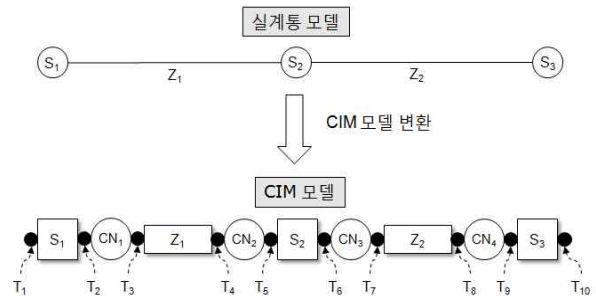 실계통 모델
S1 S2 S3
Z1 Z2
CIM 모델 변환
CIM 모델
S1 CN1 Z1 CN2 S2 CN3 Z2 CN4 S3
T1 T2 T3 T4 T5 T6 T7 T8 T9 T10